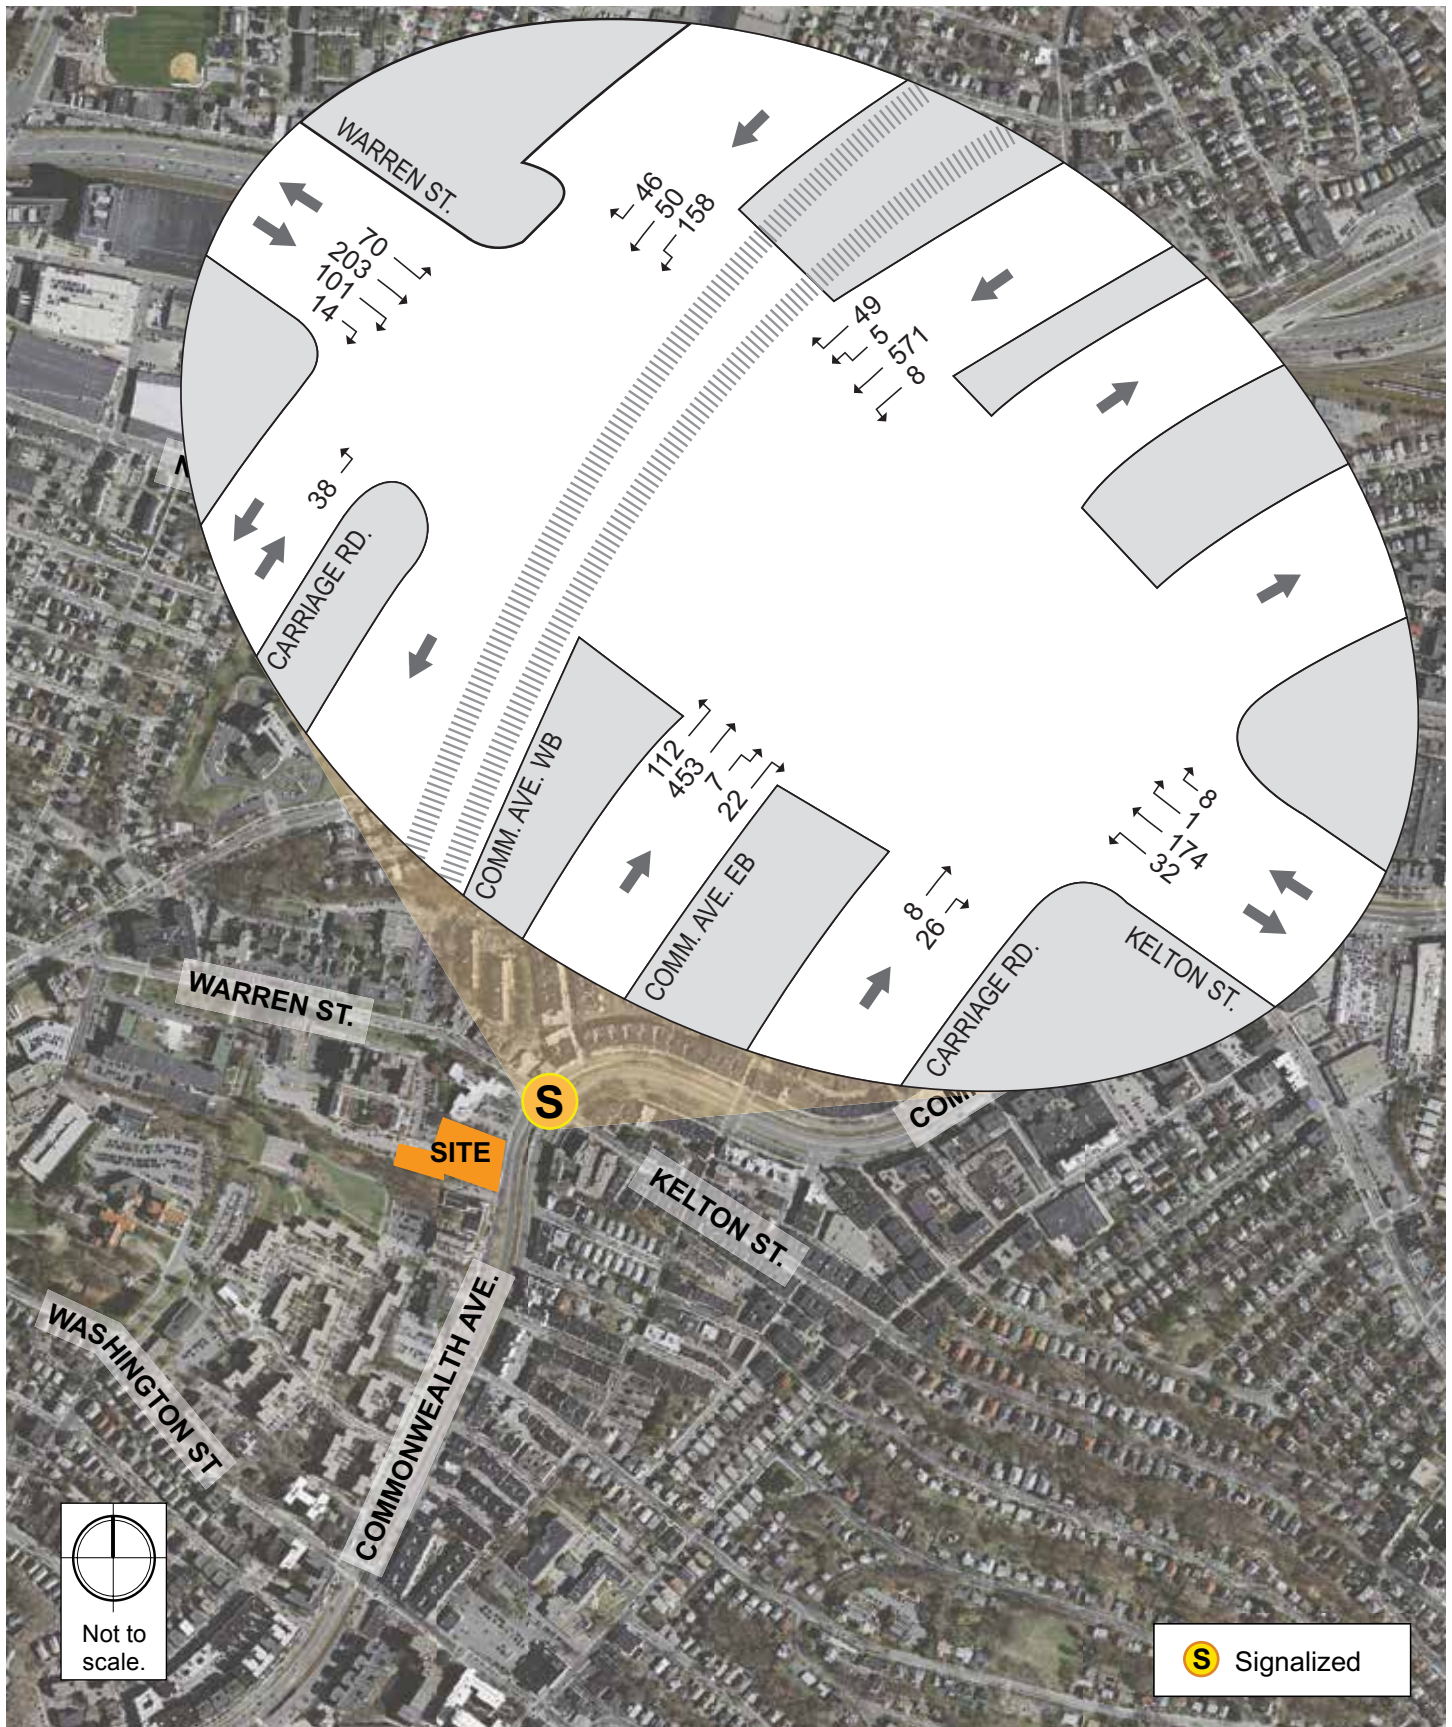 WARREN ST.
46
50
158
70
203
101
14
49
5
571
8
38
CARRIAGE RD.
COMM. AVE. WB
112
453
7
22
COMM. AVE. EB
8
26
CARRIAGE RD.
8
1
174
32
KELTON ST.
WARREN ST.
S
SITE
KELTON ST.
COMMONWEALTH AVE.
WASHINGTON ST
Not to
scale.
S Signalized